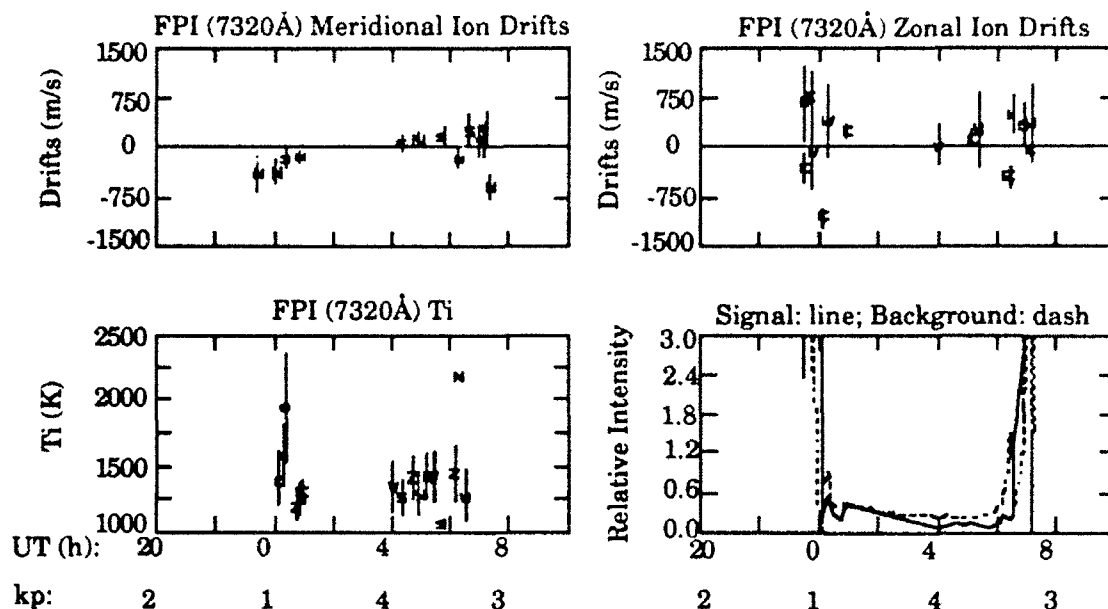 FPI (7320Å) Meridional Ion Drifts
Drifts (m/s)
1500
750
0
-750
-1500
FPI (7320Å) Zonal Ion Drifts
Drifts (m/s)
1500
750
0
-750
-1500
FPI (7320Å) Ti
Ti (K)
2500
2000
1500
1000
Signal: line; Background: dash
Relative Intensity
3.0
2.4
1.8
1.2
0.6
0.0
UT (h): 20 0 4 8 20 0 4 8
kp: 2 1 4 3 2 1 4 3